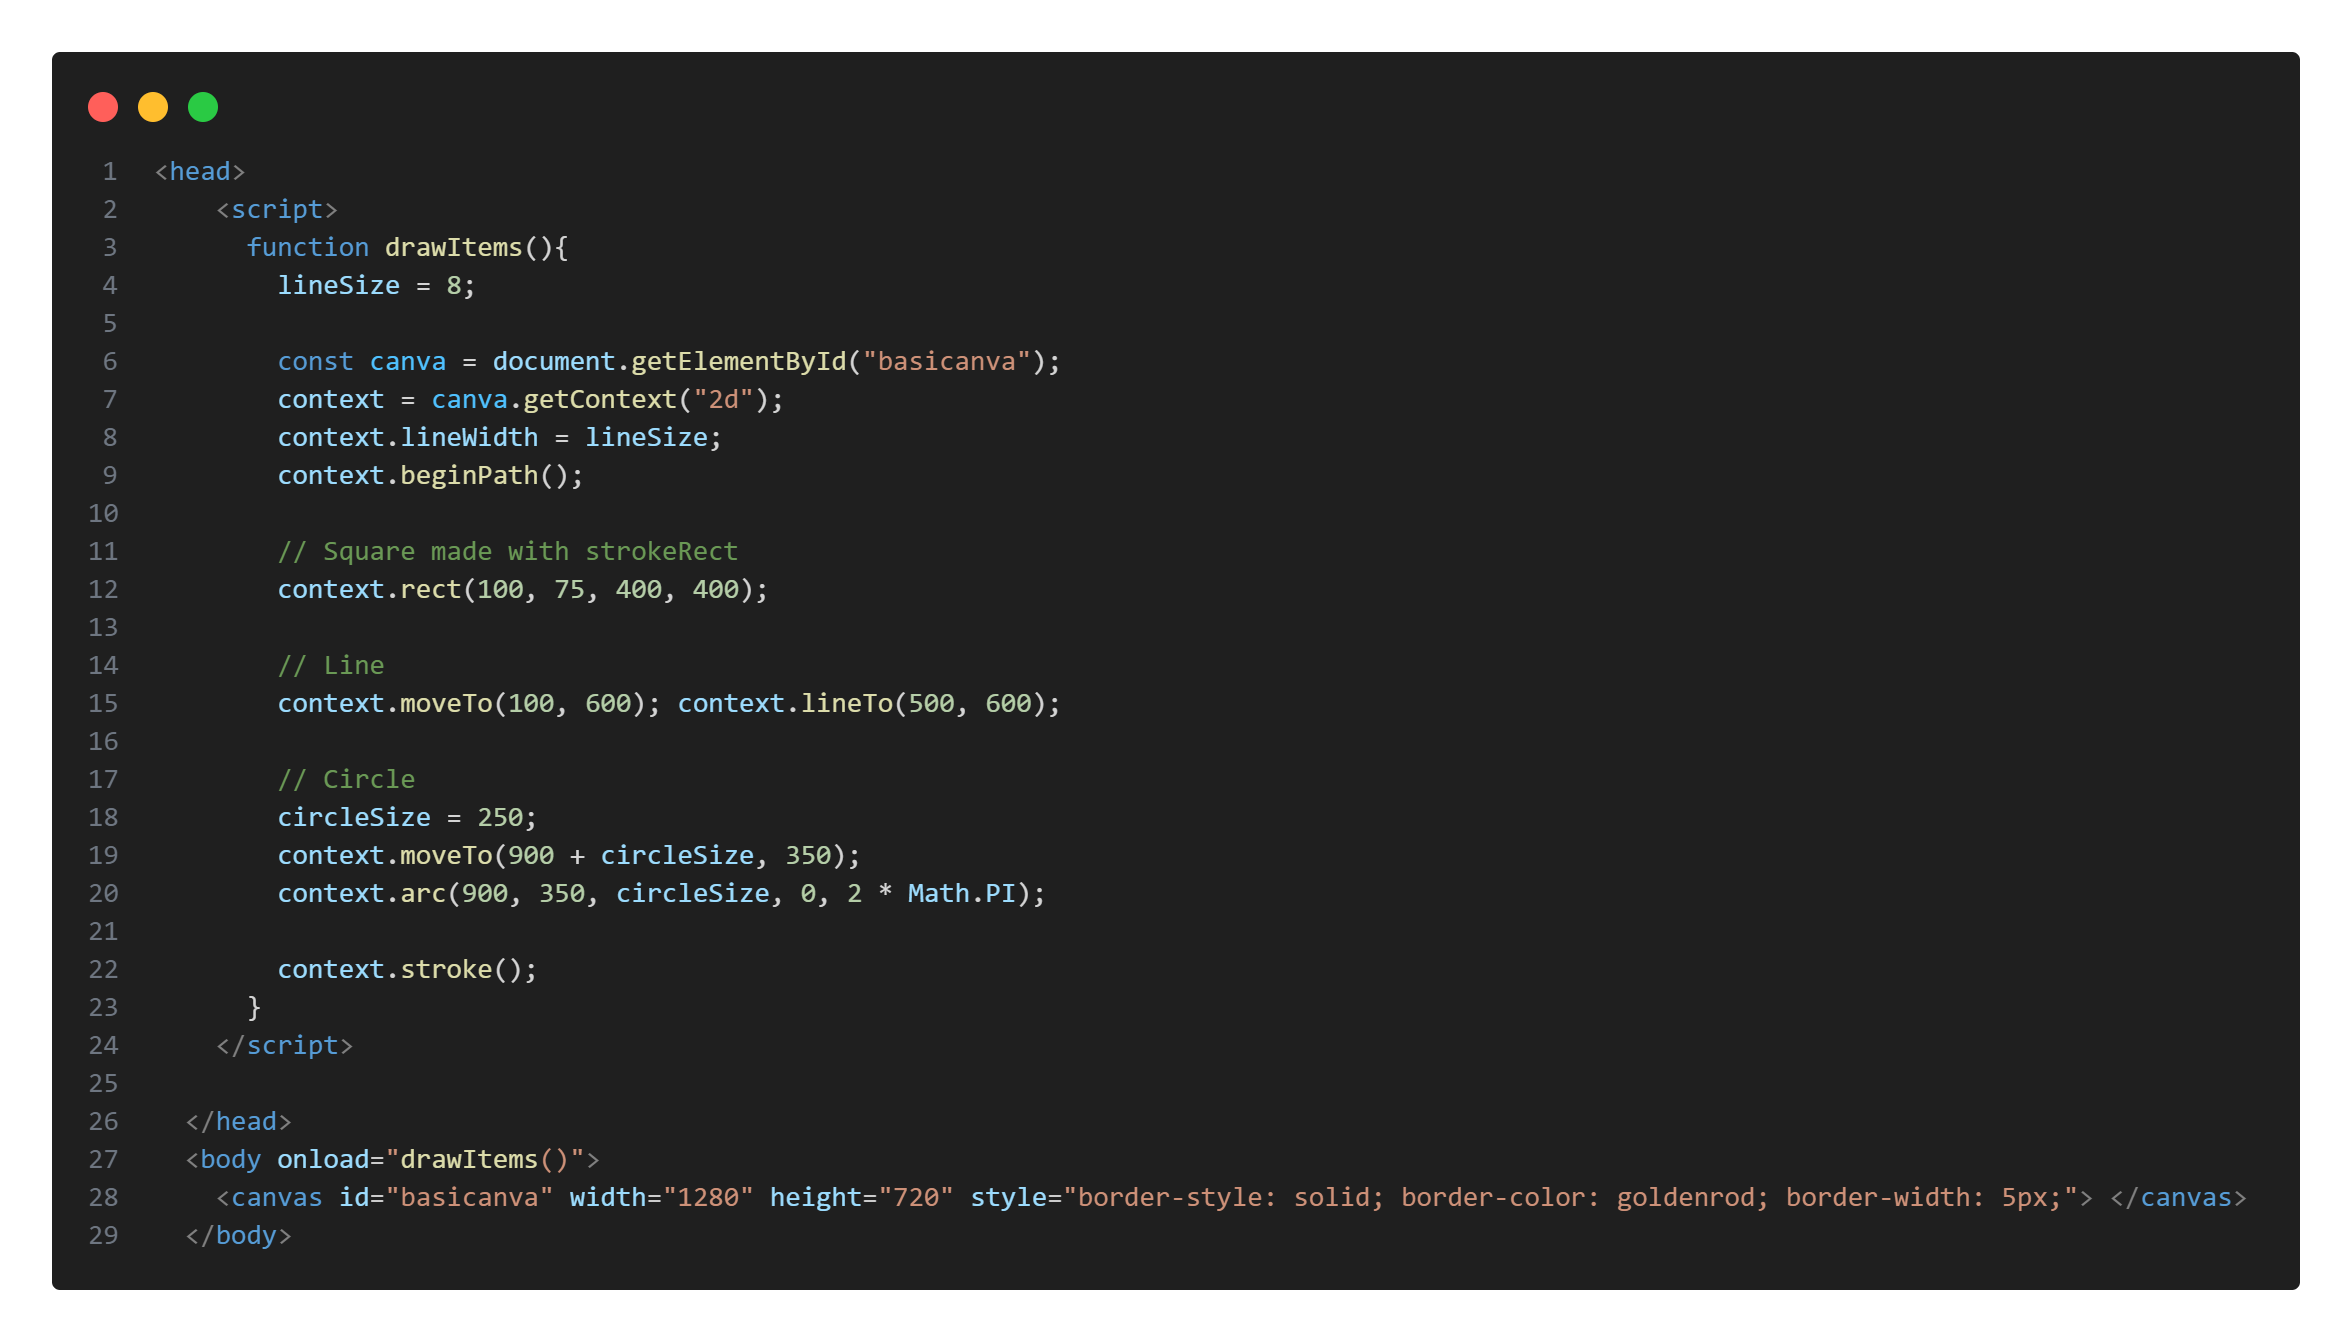 1 <head>
2     <script>
3       function drawItems(){
4         lineSize = 8;
5
6         const canva = document.getElementById("basicanva");
7         context = canva.getContext("2d");
8         context.lineWidth = lineSize;
9         context.beginPath();
10
11         // Square made with strokeRect
12         context.rect(100, 75, 400, 400);
13
14         // Line
15         context.moveTo(100, 600); context.lineTo(500, 600);
16
17         // Circle
18         circleSize = 250;
19         context.moveTo(900 + circleSize, 350);
20         context.arc(900, 350, circleSize, 0, 2 * Math.PI);
21
22         context.stroke();
23       }
24     </script>
25
26   </head>
27   <body onload="drawItems()">
28     <canvas id="basicanva" width="1280" height="720" style="border-style: solid; border-color: goldenrod; border-width: 5px;"> </canvas>
29   </body>